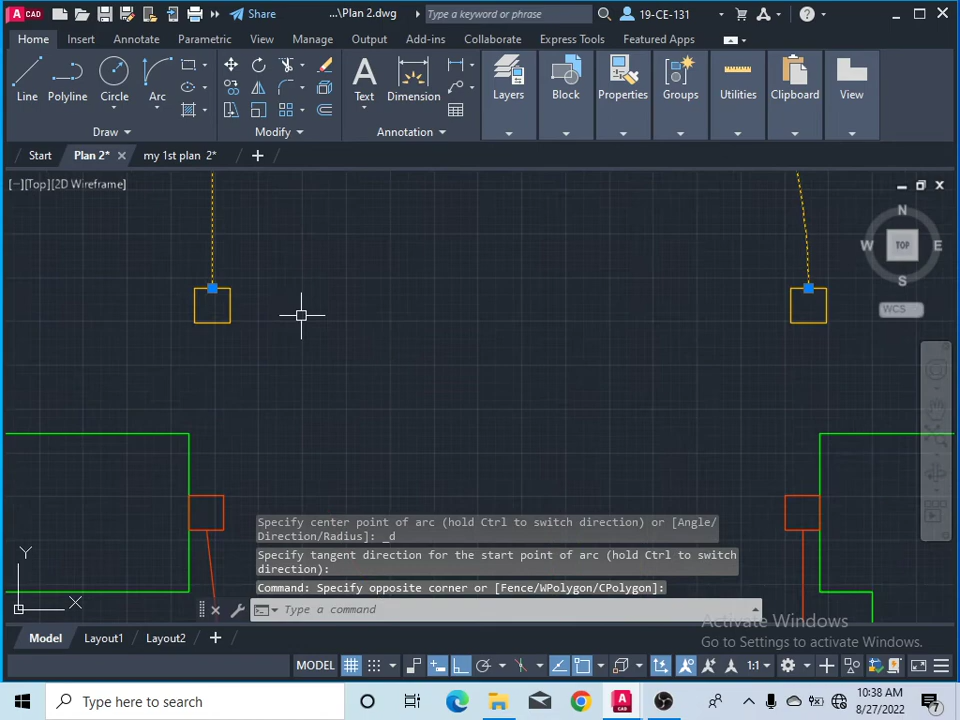 CAD
Share
...\Plan 2.dwg
Type a keyword or phrase
19-CE-131
Home Insert Annotate Parametric View Manage Output Add-ins Collaborate Express Tools Featured Apps
Line Polyline Circle Arc
Text Dimension
Layers Block Properties Groups Utilities Clipboard View
Draw Modify Annotation
Start Plan 2* my 1st plan 2*
[−][Top][2D Wireframe]
N
W TOP E
S
WCS
Specify center point of arc (hold Ctrl to switch direction) or [Angle/
Direction/Radius]: _d
Specify tangent direction for the start point of arc (hold Ctrl to switch
direction):
Command: Specify opposite corner or [Fence/WPolygon/CPolygon]:
Y
X
Type a command
Activate Windows
Go to Settings to activate Windows.
Model Layout1 Layout2
MODEL
1:1
Type here to search
10:38 AM
8/27/2022
7